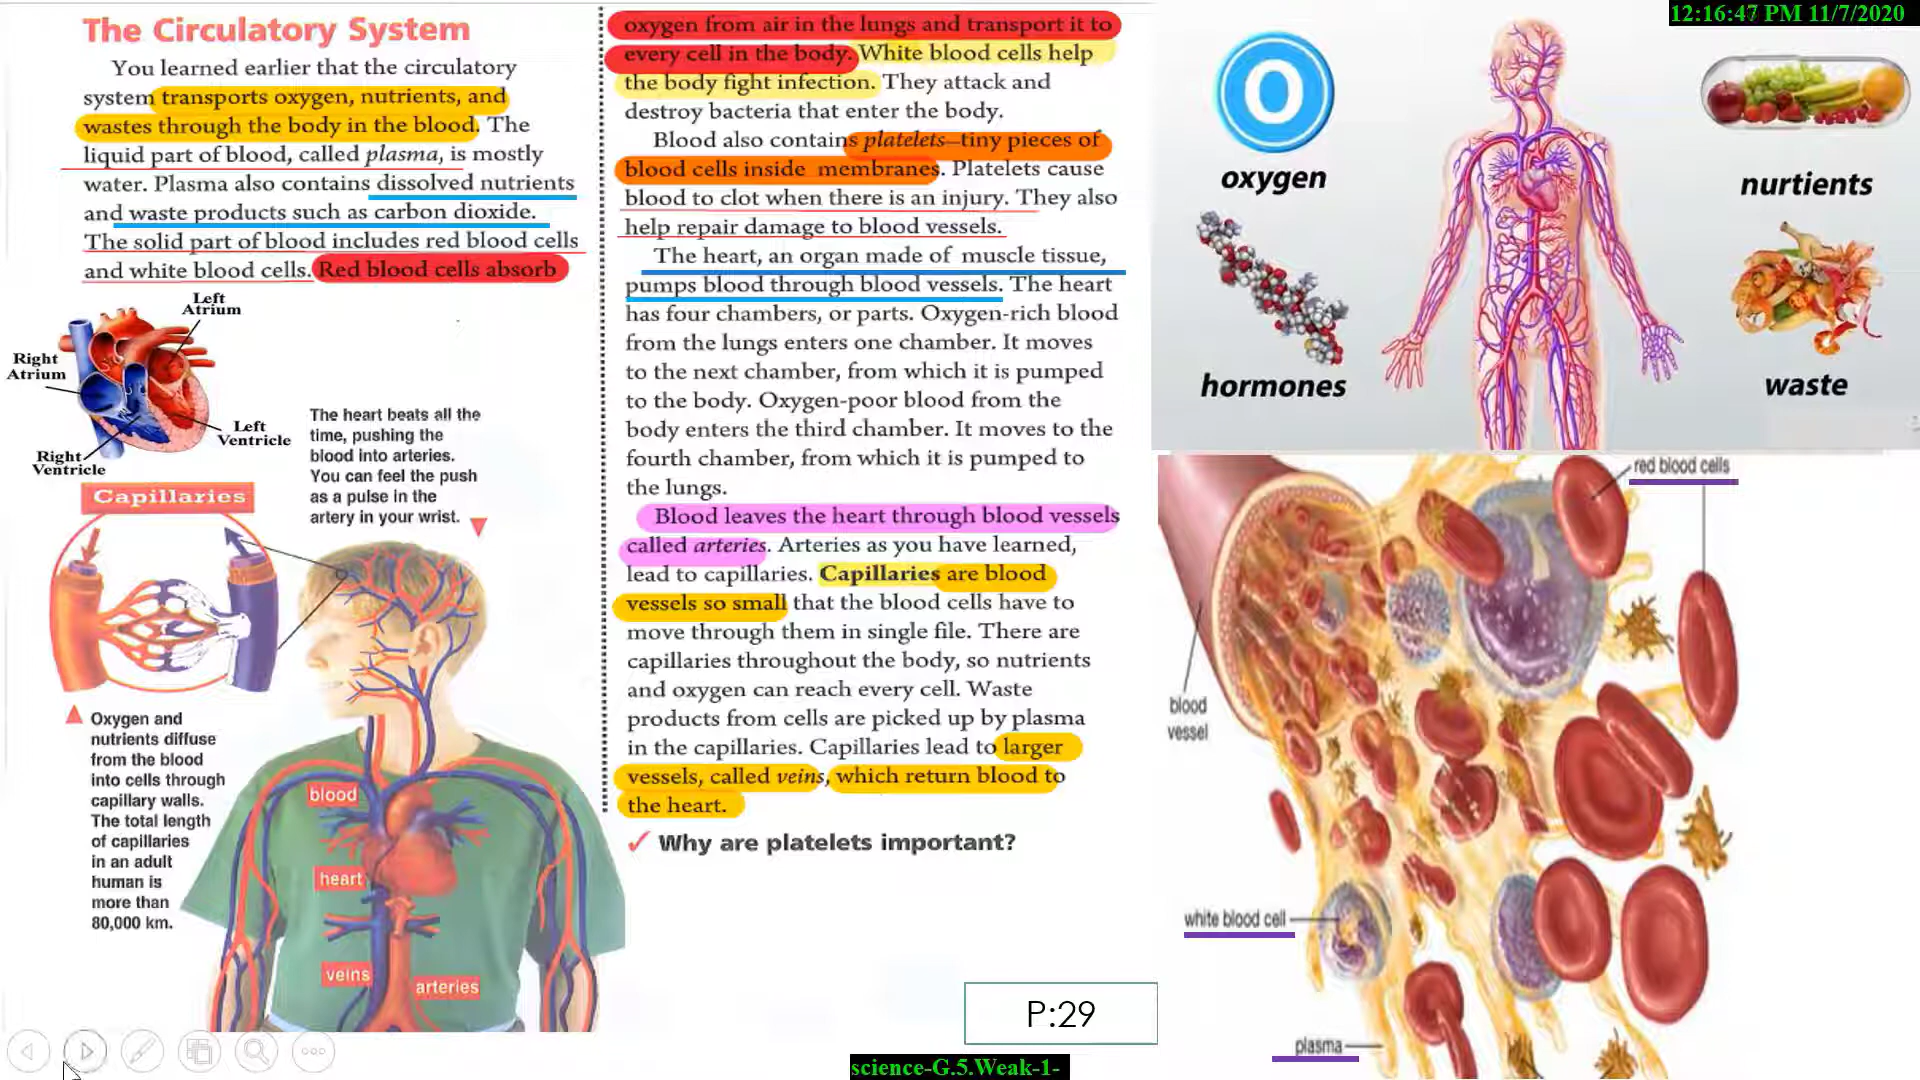 The Circulatory System
You learned earlier that the circulatory
system transports oxygen, nutrients, and
wastes through the body in the blood. The
liquid part of blood, called plasma, is mostly
water. Plasma also contains dissolved nutrients
and waste products such as carbon dioxide.
The solid part of blood includes red blood cells
and white blood cells. Red blood cells absorb
Left
Atrium
Right
Atrium
Left
Ventricle
Right
Ventricle
The heart beats all the
time, pushing the
blood into arteries.
You can feel the push
as a pulse in the
artery in your wrist.
Capillaries
Oxygen and
nutrients diffuse
from the blood
into cells through
capillary walls.
The total length
of capillaries
in an adult
human is
more than
80,000 km.
blood
heart
veins
arteries
oxygen from air in the lungs and transport it to
every cell in the body. White blood cells help
the body fight infection. They attack and
destroy bacteria that enter the body.
Blood also contains platelets—tiny pieces of
blood cells inside membranes. Platelets cause
blood to clot when there is an injury. They also
help repair damage to blood vessels.
The heart, an organ made of muscle tissue,
pumps blood through blood vessels. The heart
has four chambers, or parts. Oxygen-rich blood
from the lungs enters one chamber. It moves
to the next chamber, from which it is pumped
to the body. Oxygen-poor blood from the
body enters the third chamber. It moves to the
fourth chamber, from which it is pumped to
the lungs.
Blood leaves the heart through blood vessels
called arteries. Arteries as you have learned,
lead to capillaries. Capillaries are blood
vessels so small that the blood cells have to
move through them in single file. There are
capillaries throughout the body, so nutrients
and oxygen can reach every cell. Waste
products from cells are picked up by plasma
in the capillaries. Capillaries lead to larger
vessels, called veins, which return blood to
the heart.
✓ Why are platelets important?
P:29
science-G.5.Weak-1-
12:16:47 PM 11/7/2020
O
oxygen
nurtients
hormones
waste
red blood cells
blood
vessel
white blood cell
plasma